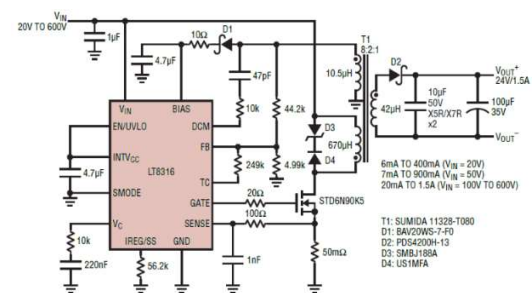 VIN
20V TO 600V
1µF
4.7µF
10Ω
D1
47pF
10k
44.2k
10.5µH
T1
8:2:1
D2
42µH
10µF
50V
X5R/X7R
x2
100µF
35V
VOUT+
24V/1.5A
VOUT–
VIN
BIAS
EN/UVLO
DCM
FB
INTVCC
LT8316
TC
SMODE
GATE
VC
SENSE
IREG/SS
GND
4.7µF
249k
4.99k
D3
D4
670µH
20Ω
STD6N90K5
100Ω
50mΩ
1nF
10k
220nF
56.2k
6mA TO 400mA (VIN = 20V)
7mA TO 900mA (VIN = 50V)
20mA TO 1.5A (VIN = 100V TO 600V)
T1: SUMIDA 11328-T080
D1: BAV20WS-7-F0
D2: PDS4200H-13
D3: SMBJ188A
D4: US1MFA